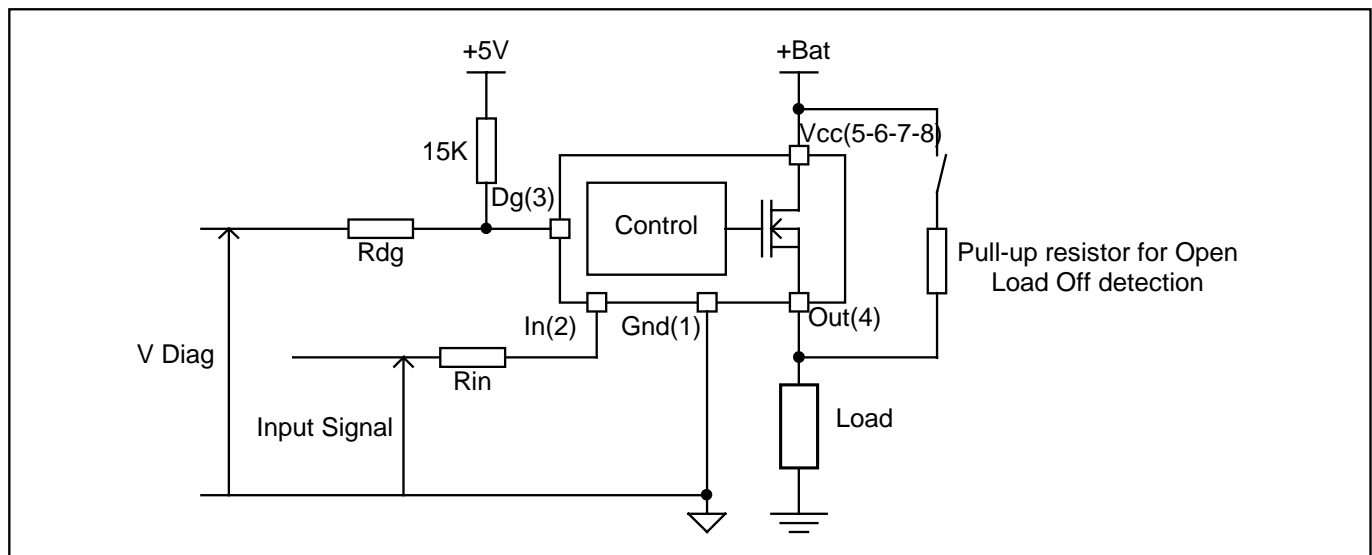 +5V
+Bat
Vcc(5-6-7-8)
15K
Dg(3)
Control
Rdg
Pull-up resistor for Open
Load Off detection
In(2)
Gnd(1)
Out(4)
V Diag
Rin
Input Signal
Load